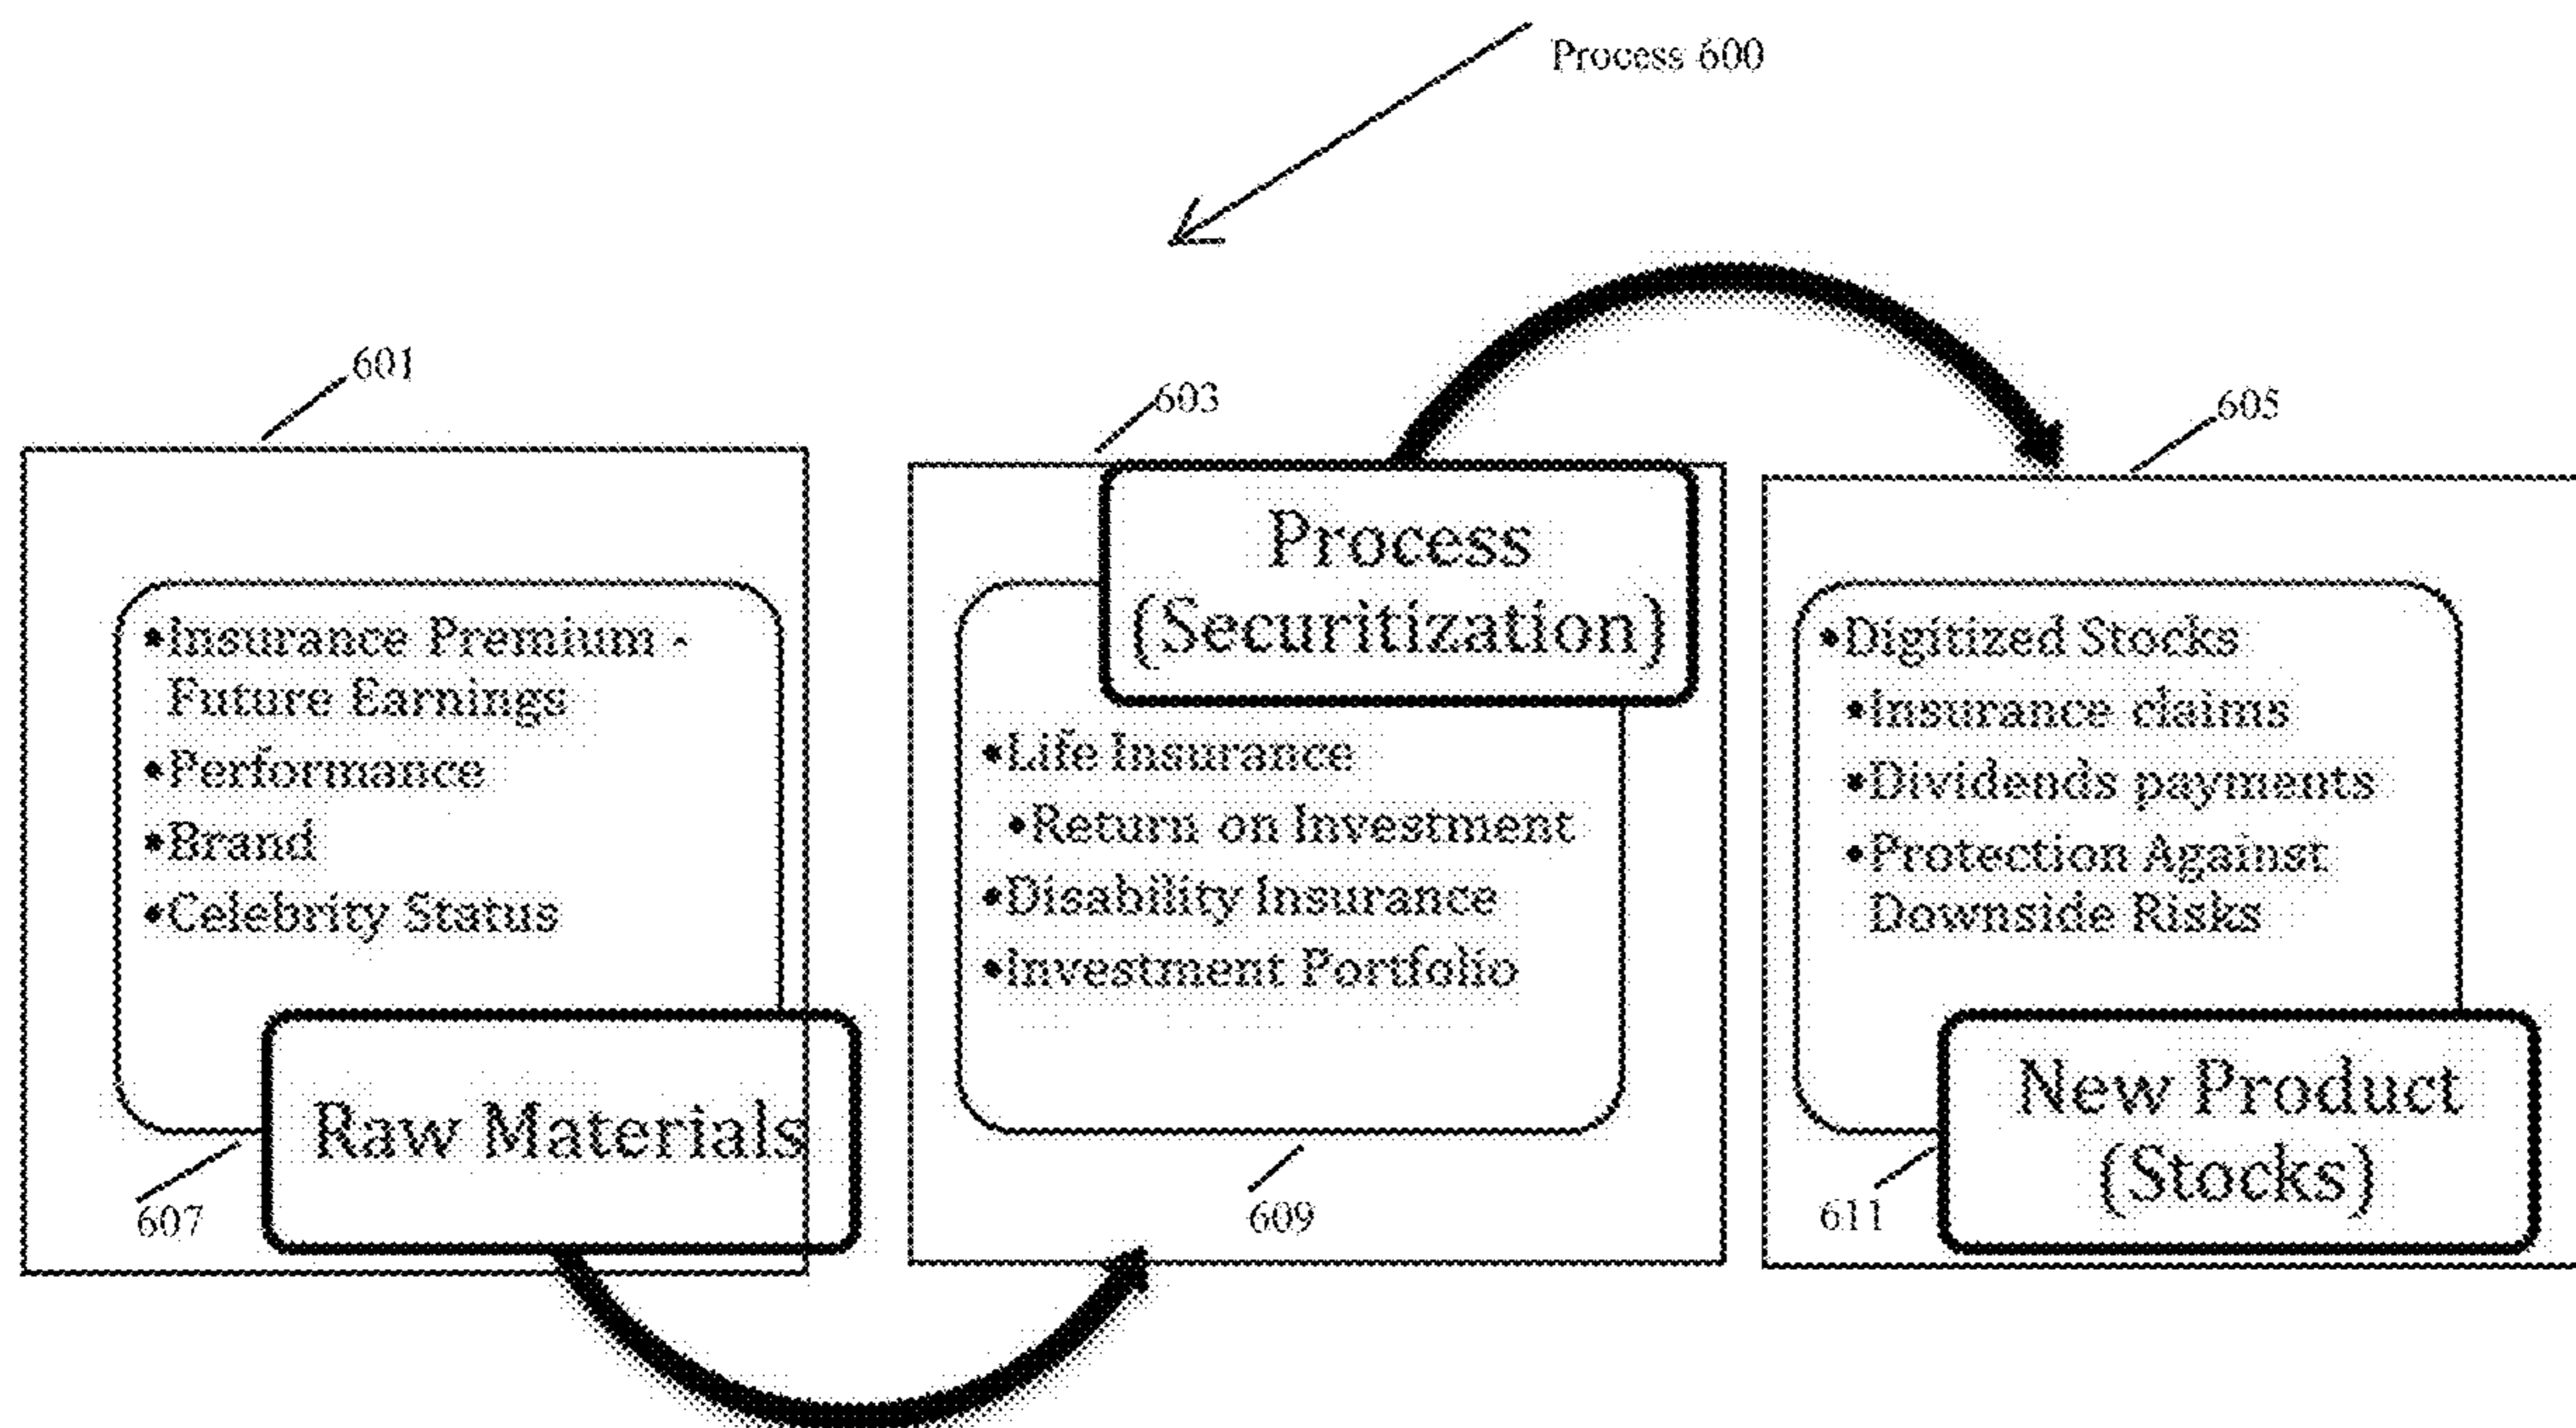 Process 600
601
•Insurance Premium -
Future Earnings
•Performance
•Brand
•Celebrity Status
Raw Materials
607
603
Process
(Securitization)
•Life Insurance
•Return on Investment
•Disability Insurance
•Investment Portfolio
609
605
•Digitized Stocks
•Insurance claims
•Dividends payments
•Protection Against
Downside Risks
New Product
(Stocks)
611